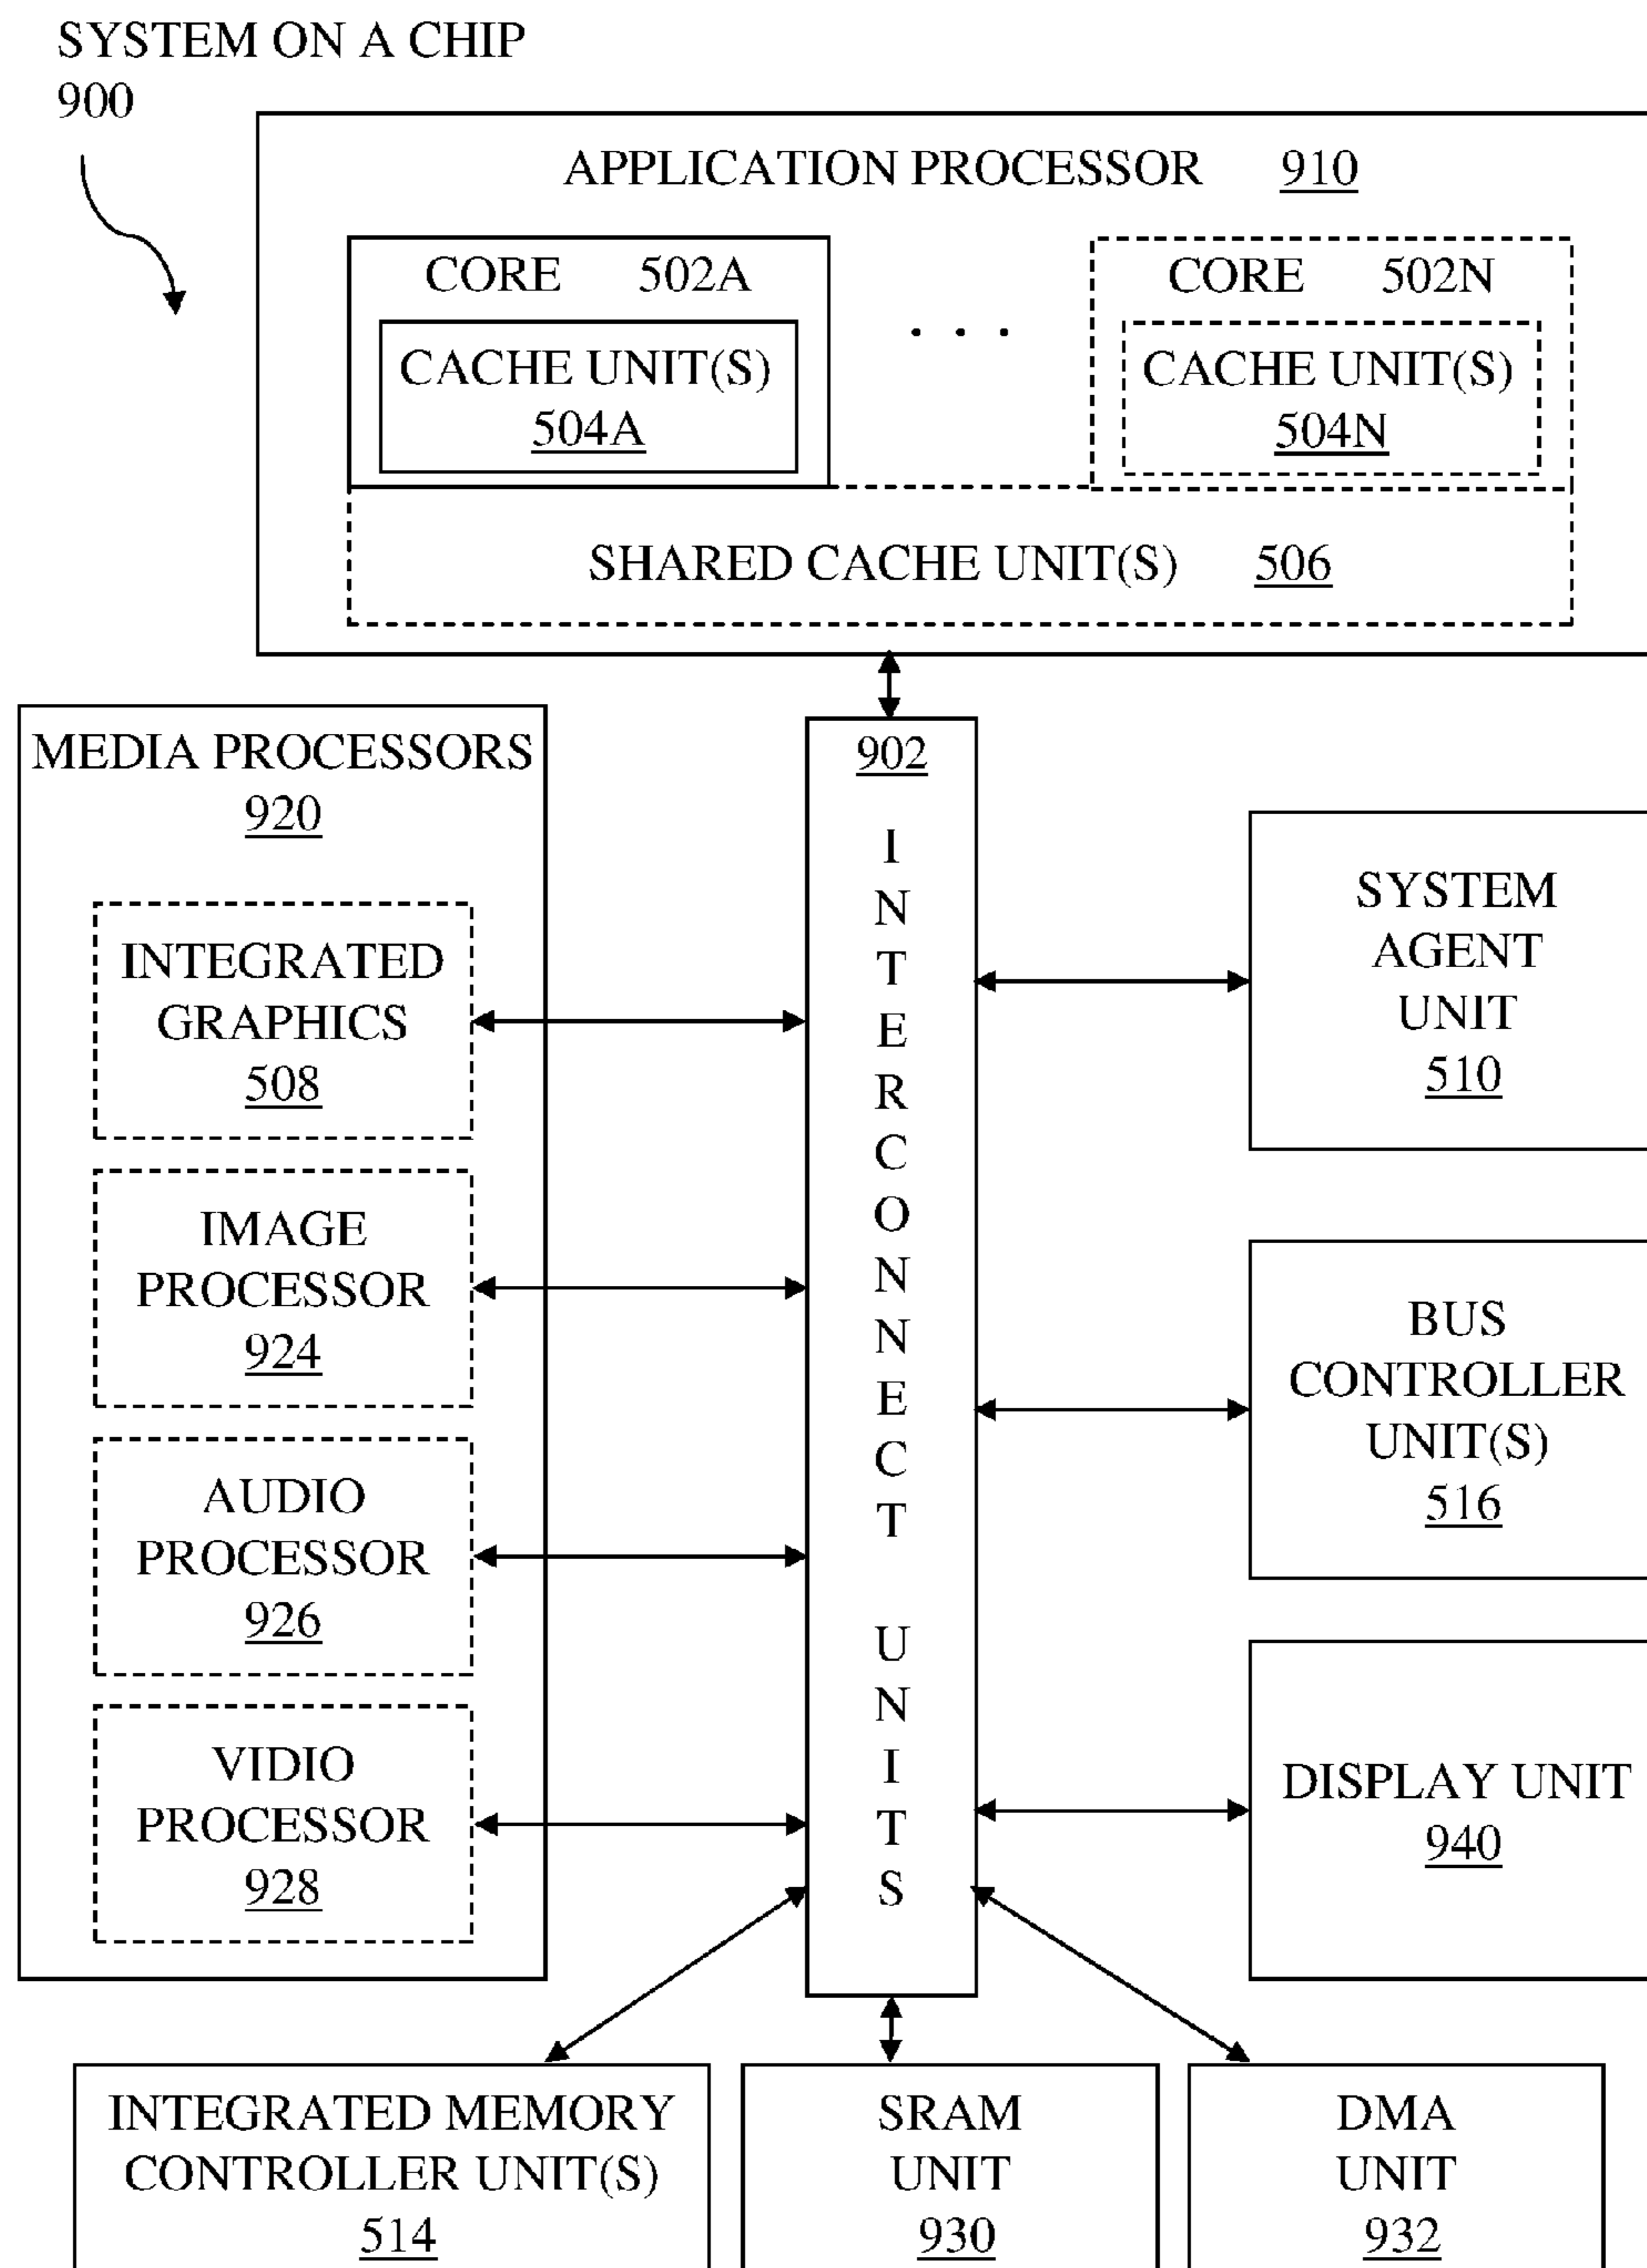 SYSTEM ON A CHIP
900
APPLICATION PROCESSOR 910
CORE 502A
CACHE UNIT(S)
504A
. . .
CORE 502N
CACHE UNIT(S)
504N
SHARED CACHE UNIT(S) 506
MEDIA PROCESSORS
920
INTEGRATED
GRAPHICS
508
IMAGE
PROCESSOR
924
AUDIO
PROCESSOR
926
VIDIO
PROCESSOR
928
902
INTERCONNECT UNITS
SYSTEM
AGENT
UNIT
510
BUS
CONTROLLER
UNIT(S)
516
DISPLAY UNIT
940
INTEGRATED MEMORY
CONTROLLER UNIT(S)
514
SRAM
UNIT
930
DMA
UNIT
932